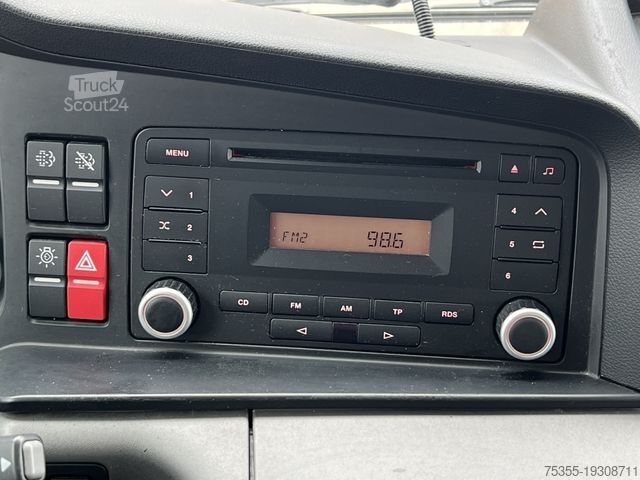 Truck
Scout24
MENU
1
2
3
FM2 98.6
4
5
6
CD FM AM TP RDS
75355-19308711